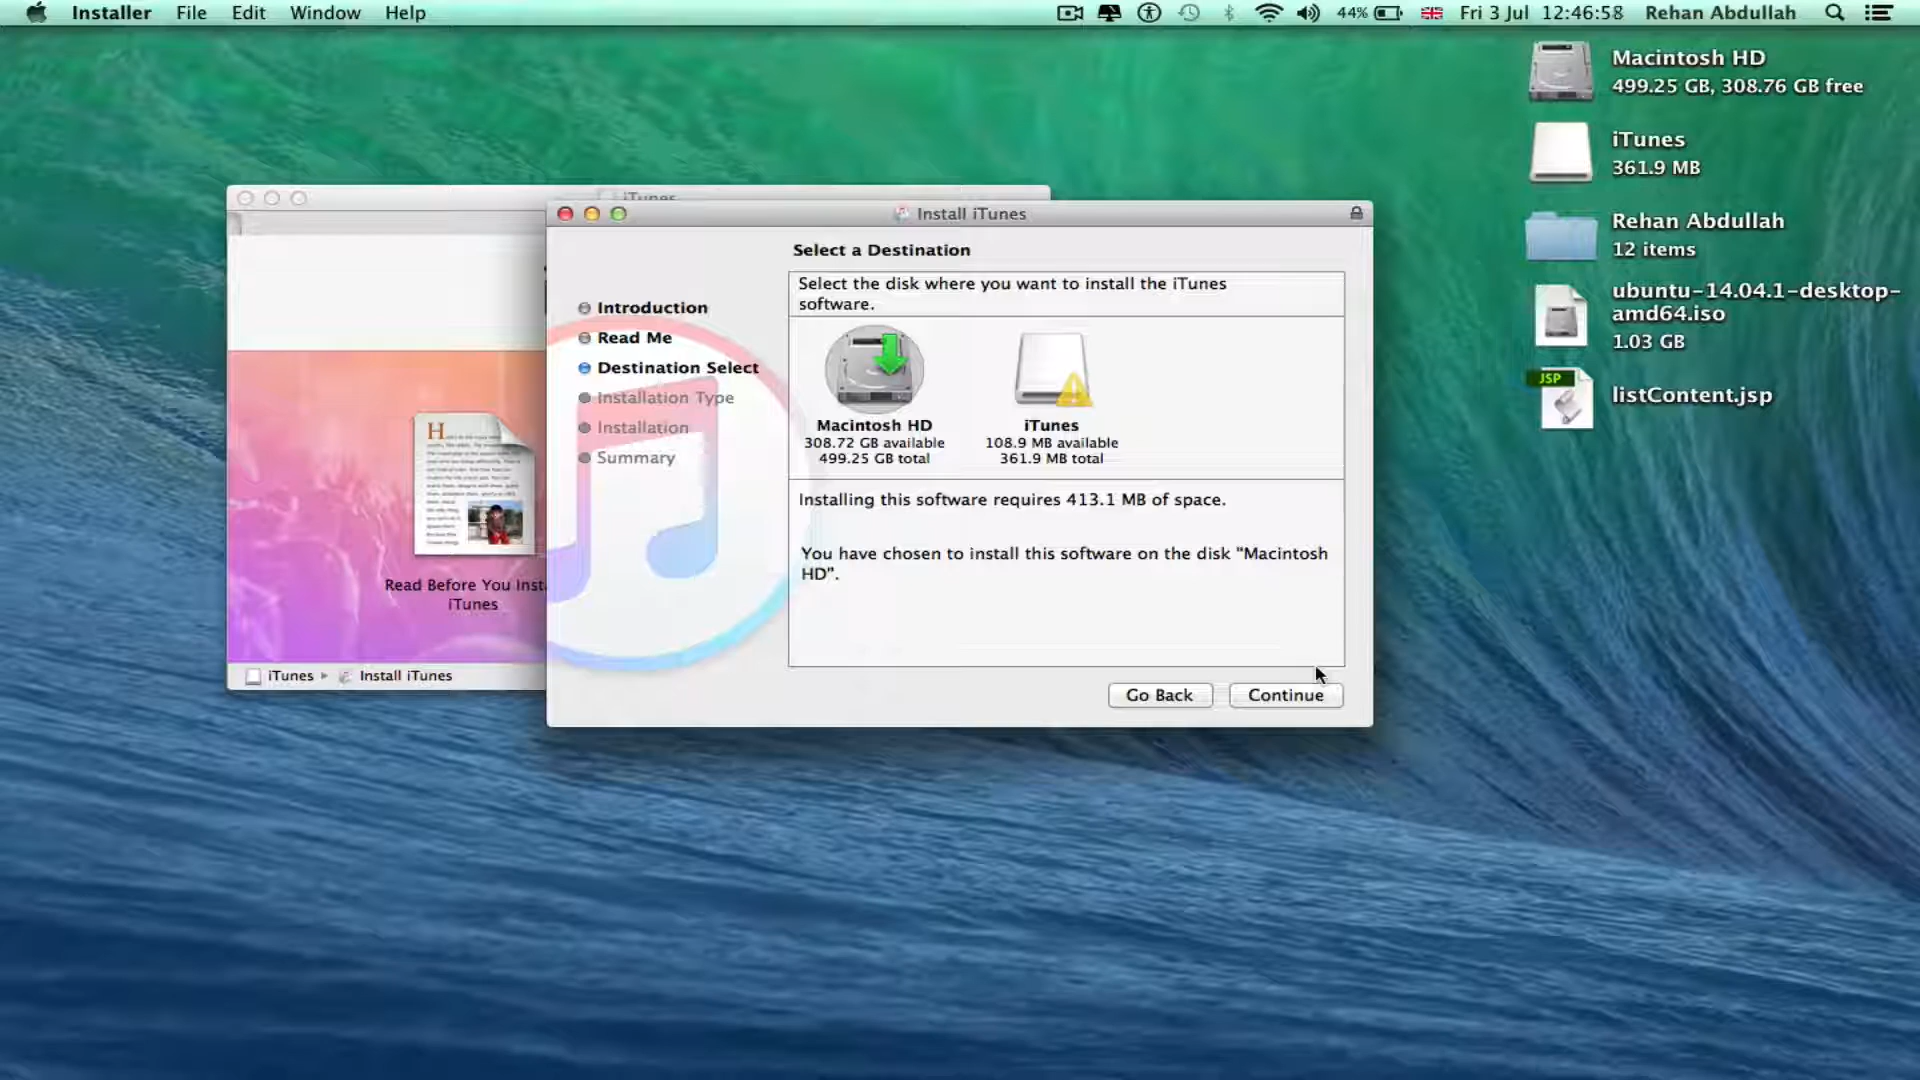 Installer File Edit Window Help
44% Fri 3 Jul 12:46:58 Rehan Abdullah
Macintosh HD
499.25 GB, 308.76 GB free
iTunes
361.9 MB
Rehan Abdullah
12 items
ubuntu-14.04.1-desktop-
amd64.iso
1.03 GB
JSP
listContent.jsp
iTunes
Read Before You Inst
iTunes
iTunes Install iTunes
Install iTunes
Select a Destination
Introduction
Read Me
Destination Select
Installation Type
Installation
Summary
Select the disk where you want to install the iTunes
software.
Macintosh HD
308.72 GB available
499.25 GB total
iTunes
108.9 MB available
361.9 MB total
Installing this software requires 413.1 MB of space.
You have chosen to install this software on the disk "Macintosh
HD".
Go Back Continue